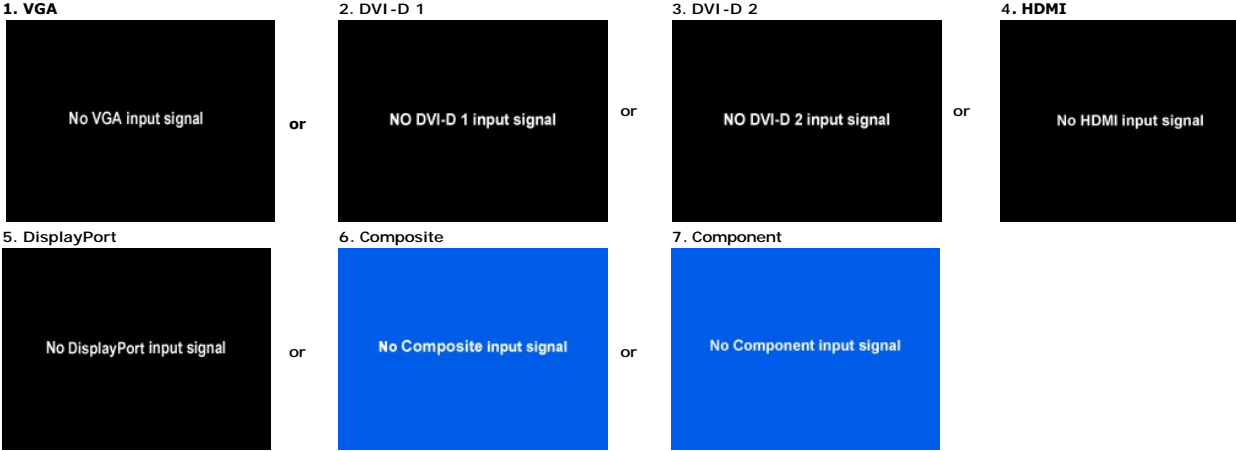 1. VGA
2. DVI-D 1
3. DVI-D 2
4. HDMI
No VGA input signal
or
NO DVI-D 1 input signal
or
NO DVI-D 2 input signal
or
No HDMI input signal
5. DisplayPort
6. Composite
7. Component
No DisplayPort input signal
or
No Composite input signal
or
No Component input signal